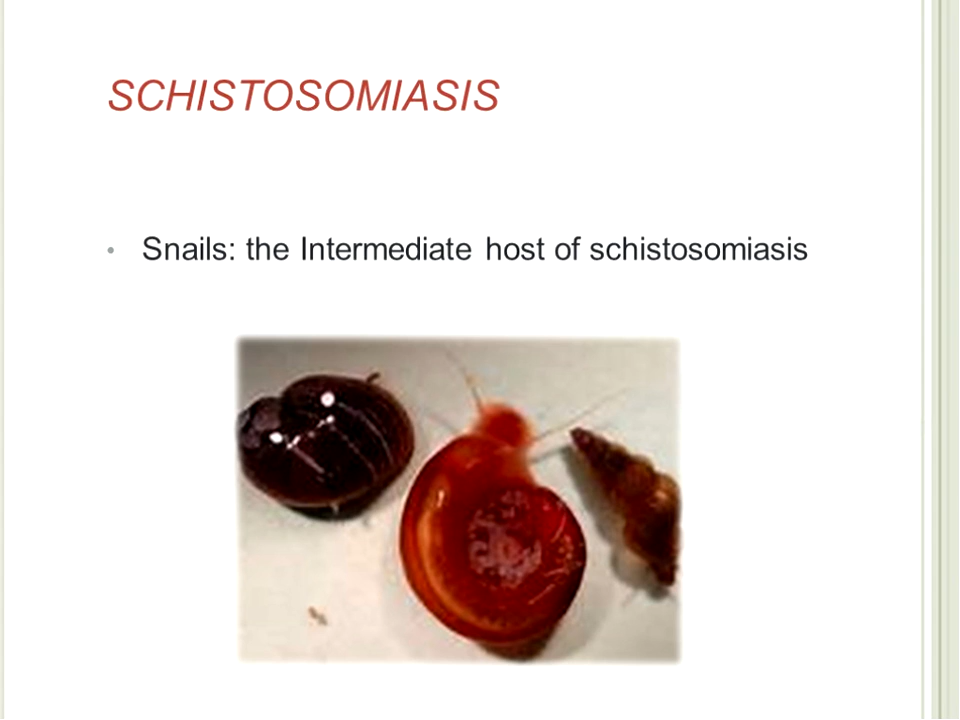 SCHISTOSOMIASIS
• Snails: the Intermediate host of schistosomiasis